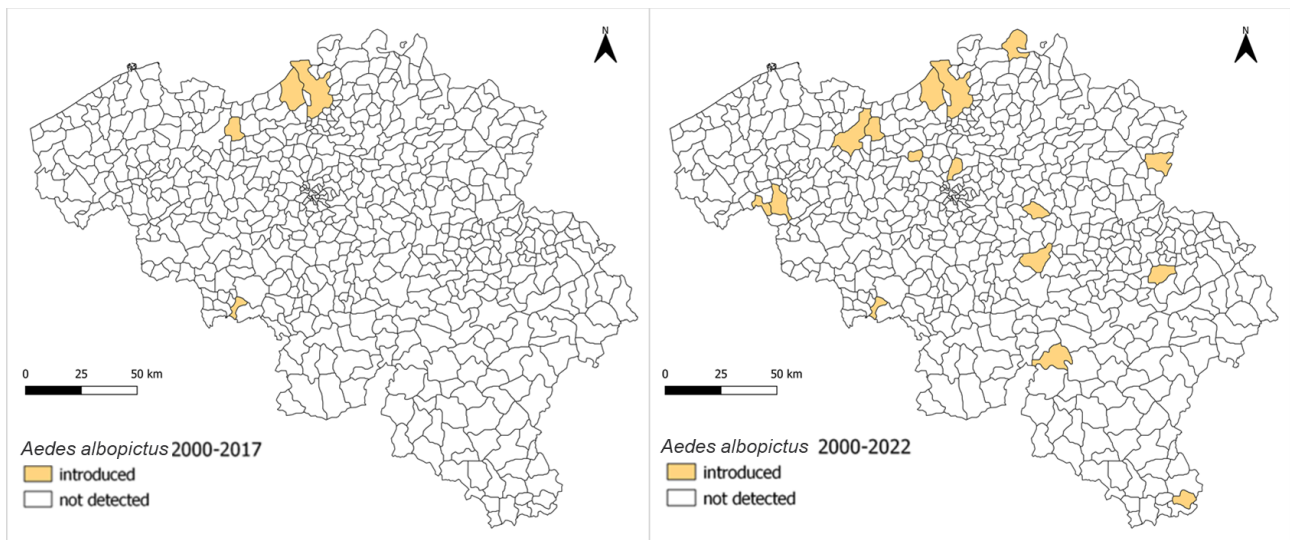 N
0 25 50 km
Aedes albopictus 2000-2017
introduced
not detected
N
0 25 50 km
Aedes albopictus 2000-2022
introduced
not detected